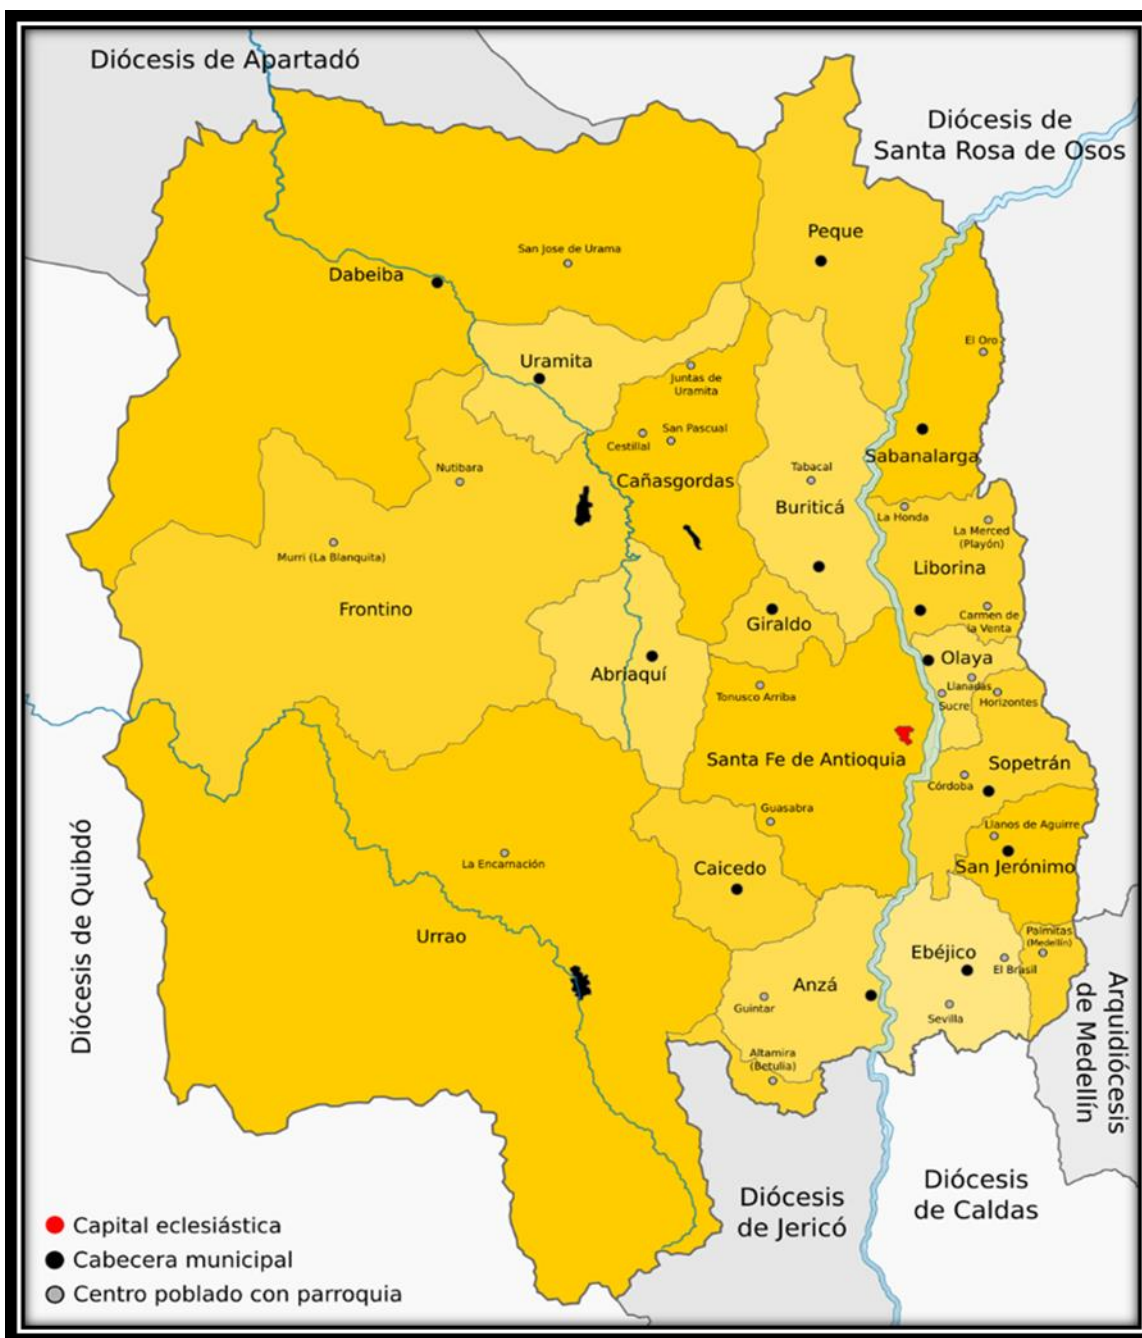 Diócesis de Apartadó
Diócesis de
Santa Rosa de Osos
Peque
San Jose de Urama
Dabeiba
El Oro
Uramita
Juntas de
Uramita
San Pascual
Cestillal
Sabanalarga
Nutibara
Tabacal
Cañasgordas
Buriticá
La Honda
La Merced
(Playón)
Murri (La Blanquita)
Liborina
Frontino
Giraldo
Carmen de
la Venta
Olaya
Abriaquí
Llanadas
Tonusco Arriba
Sucre
Horizontes
Santa Fe de Antioquia
Sopetrán
Córdoba
Guasabra
Llanos de Aguirre
La Encarnación
Caicedo
San Jerónimo
Diócesis de Quibdó
Urrao
Palmitas
(Medellín)
Ebéjico
El Brasil
Anzá
Guintar
Sevilla
Arquidiócesis
de Medellín
Altamira
(Betulia)
Diócesis
de Jericó
Diócesis
de Caldas
Capital eclesiástica
Cabecera municipal
Centro poblado con parroquia